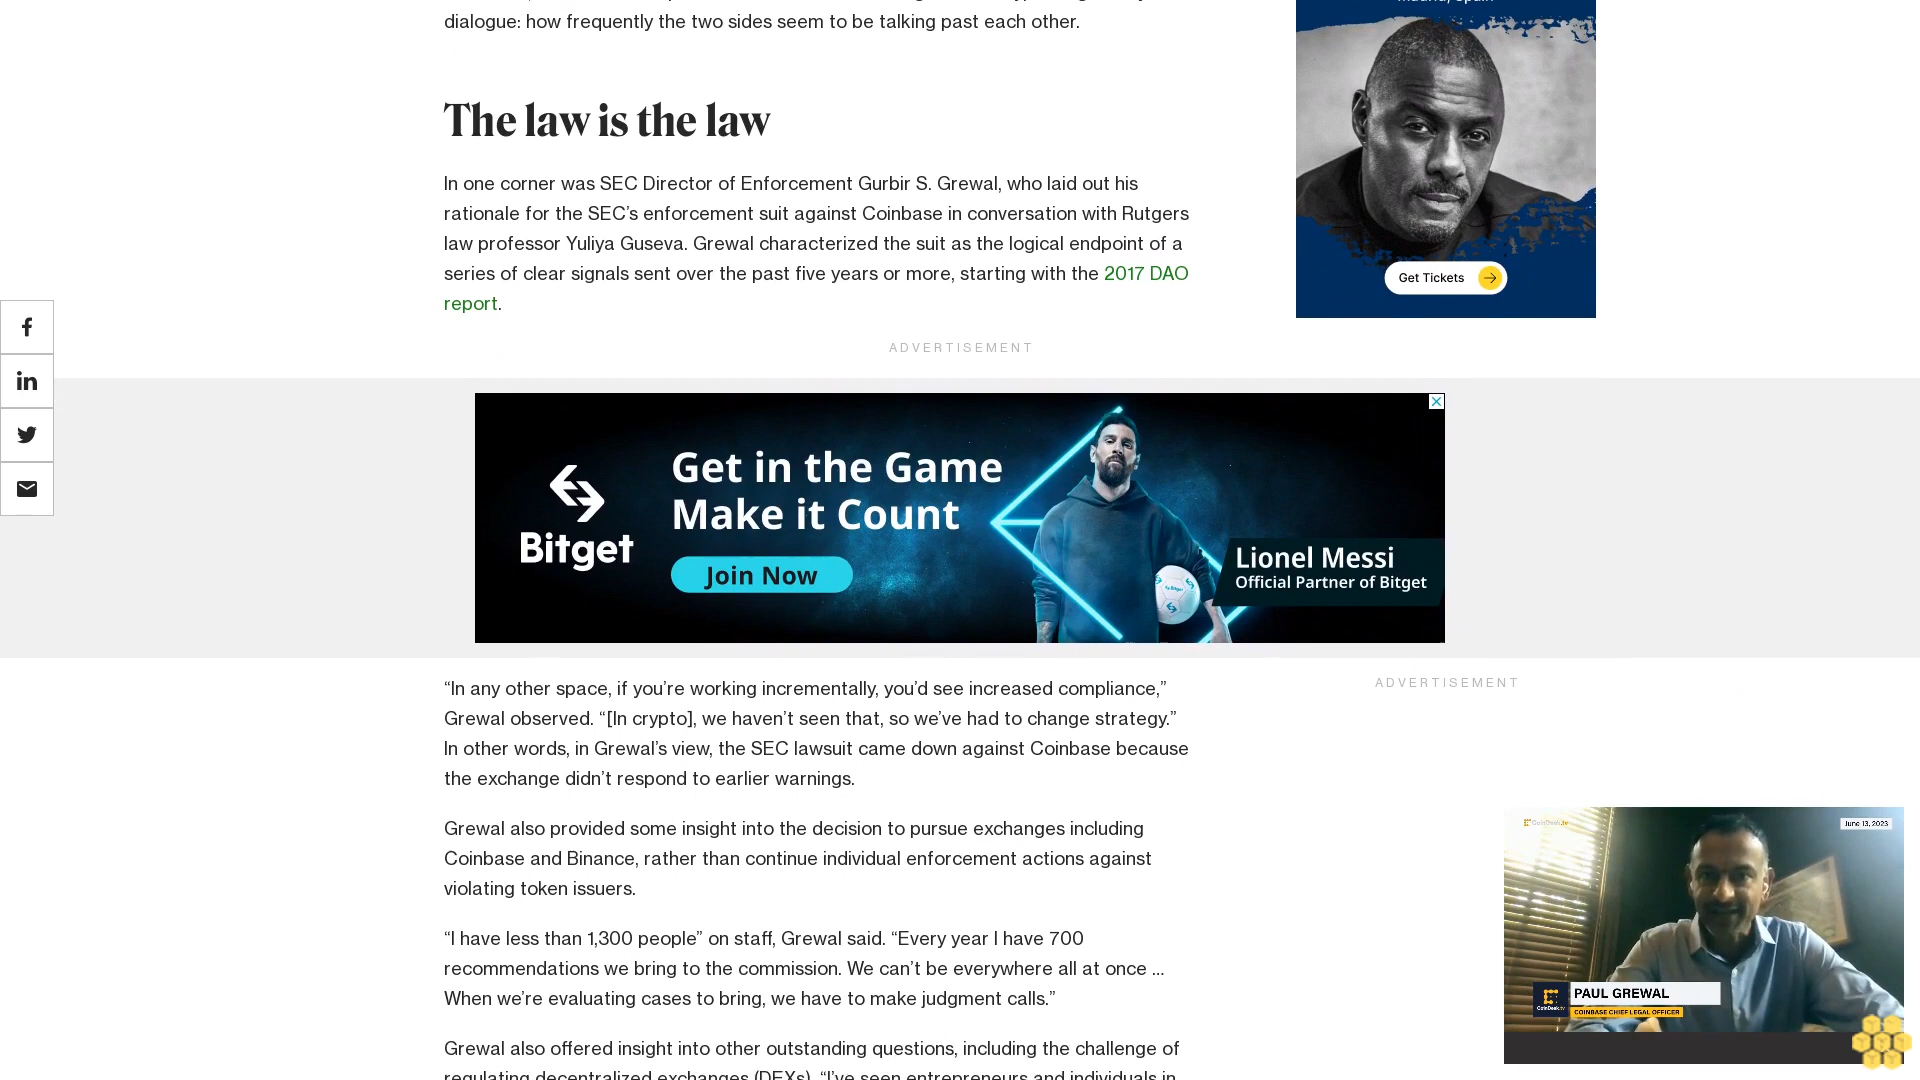 dialogue: how frequently the two sides seem to be talking past each other.
The law is the law
In one corner was SEC Director of Enforcement Gurbir S. Grewal, who laid out his
rationale for the SEC’s enforcement suit against Coinbase in conversation with Rutgers
law professor Yuliya Guseva. Grewal characterized the suit as the logical endpoint of a
series of clear signals sent over the past five years or more, starting with the 2017 DAO
report.
Get Tickets
ADVERTISEMENT
Bitget
Get in the Game
Make it Count
Join Now
Lionel Messi
Official Partner of Bitget
“In any other space, if you’re working incrementally, you’d see increased compliance,”
Grewal observed. “[In crypto], we haven’t seen that, so we’ve had to change strategy.”
In other words, in Grewal’s view, the SEC lawsuit came down against Coinbase because
the exchange didn’t respond to earlier warnings.
Grewal also provided some insight into the decision to pursue exchanges including
Coinbase and Binance, rather than continue individual enforcement actions against
violating token issuers.
“I have less than 1,300 people” on staff, Grewal said. “Every year I have 700
recommendations we bring to the commission. We can’t be everywhere all at once ...
When we’re evaluating cases to bring, we have to make judgment calls.”
Grewal also offered insight into other outstanding questions, including the challenge of
regulating decentralized exchanges (DEXs). “I’ve seen entrepreneurs and individuals in
ADVERTISEMENT
CoinDesk.tv
June 13, 2023
PAUL GREWAL
COINBASE CHIEF LEGAL OFFICER